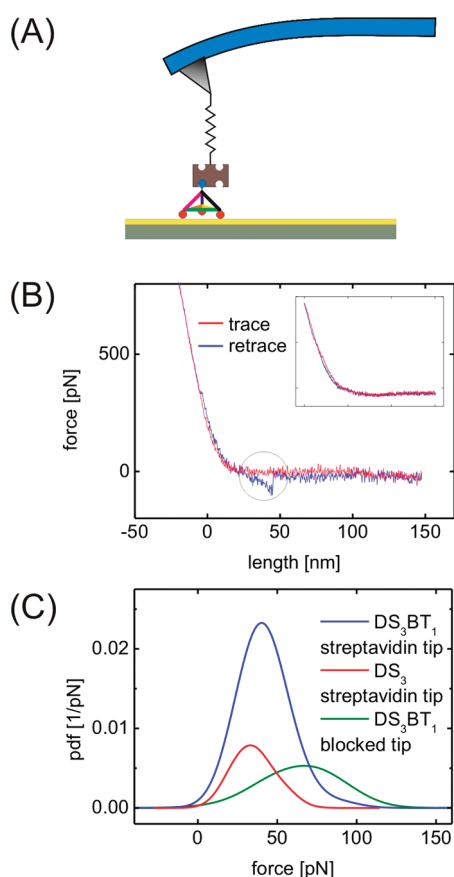 (A)
(B)
trace
retrace
force [pN]
500
0
-50
0
50
100
150
length [nm]
(C)
DS₃BT₁
streptavidin tip
DS₃
streptavidin tip
DS₃BT₁
blocked tip
pdf [1/pN]
0.02
0.01
0.00
0
50
100
150
force [pN]